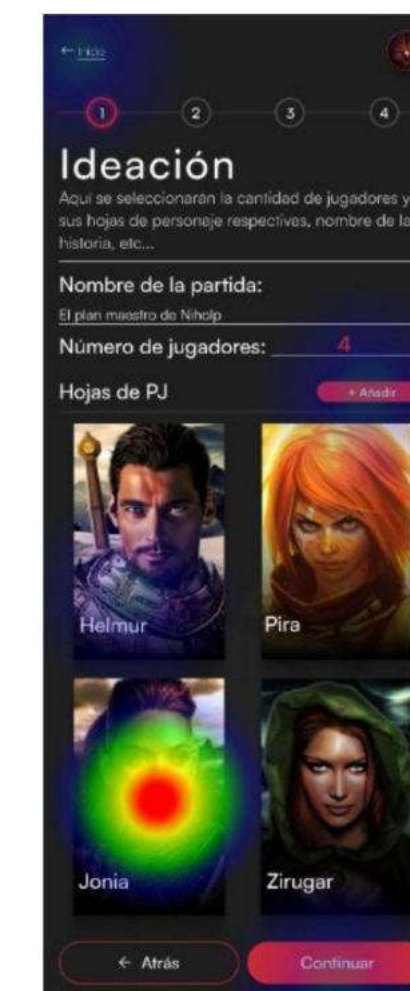 ← Inicio
1 2 3 4
Ideación
Aquí se seleccionarán la cantidad de jugadores y
sus hojas de personaje respectivas, nombre de la
historia, etc...
Nombre de la partida:
El plan maestro de Niholp
Número de jugadores: 4
Hojas de PJ + Añadir
Helmur Pira
Jonia Zirugar
← Atrás Continuar